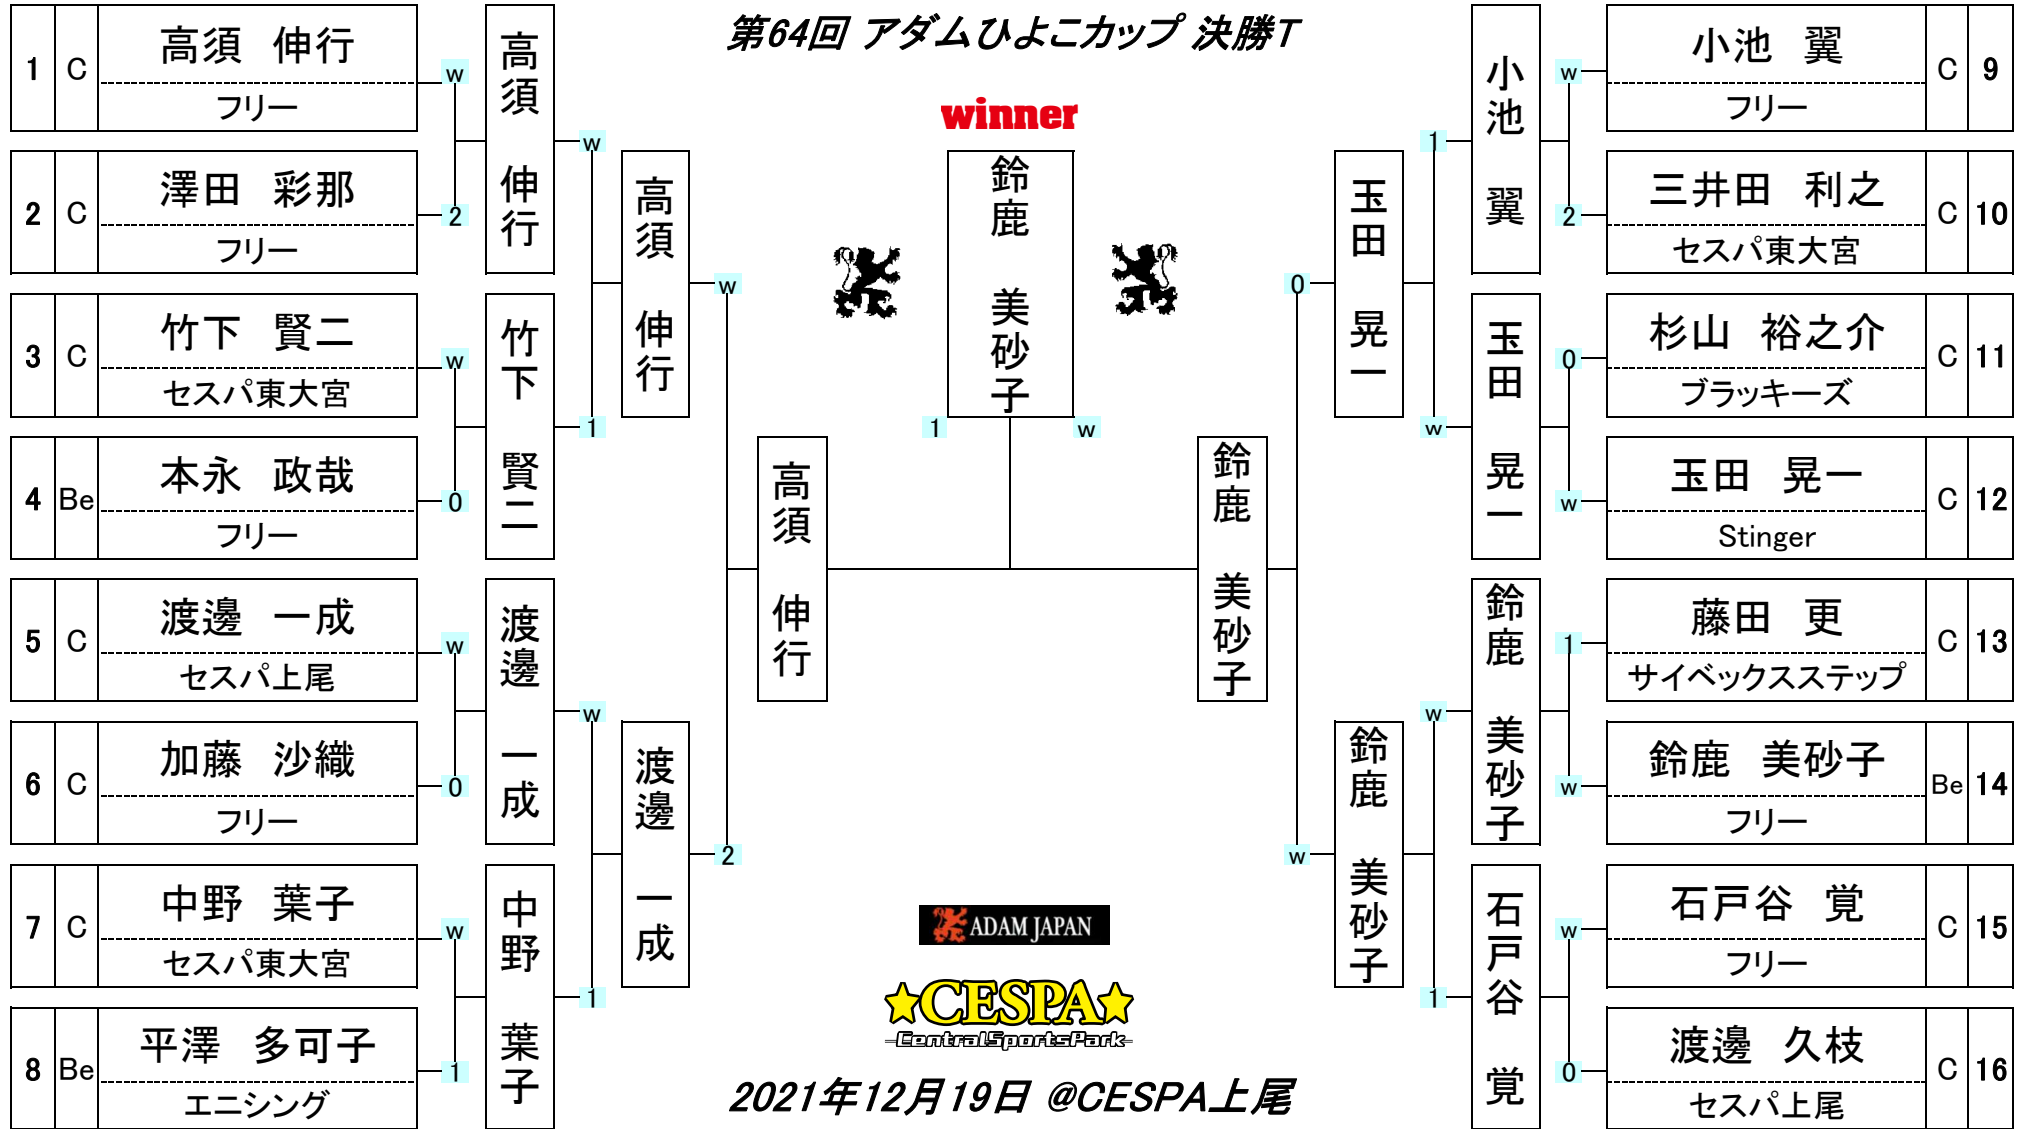 第64回 アダムひよこカップ 決勝T
winner
1 C 高須 伸行
フリー
w
2 C 澤田 彩那
フリー
2
3 C 竹下 賢二
セスパ東大宮
w
4 Be 本永 政哉
フリー
0
5 C 渡邊 一成
セスパ上尾
w
6 C 加藤 沙織
フリー
0
7 C 中野 葉子
セスパ東大宮
w
8 Be 平澤 多可子
エニシング
1
高須 伸行
w
竹下 賢二
1
渡邊 一成
w
中野 葉子
1
高須 伸行
w
渡邊 一成
2
高須 伸行
1
鈴鹿 美砂子
w
鈴鹿 美砂子
玉田 晃一
0
鈴鹿 美砂子
w
小池 翼
1
玉田 晃一
w
鈴鹿 美砂子
w
石戸谷 覚
1
w
小池 翼 C 9
フリー
2
三井田 利之 C 10
セスパ東大宮
0
杉山 裕之介 C 11
ブラッキーズ
w
玉田 晃一 C 12
Stinger
1
藤田 更 C 13
サイベックスステップ
w
鈴鹿 美砂子 Be 14
フリー
w
石戸谷 覚 C 15
フリー
0
渡邊 久枝 C 16
セスパ上尾
ADAM JAPAN
CESPA
CentralSportsPark
2021年12月19日 @CESPA上尾